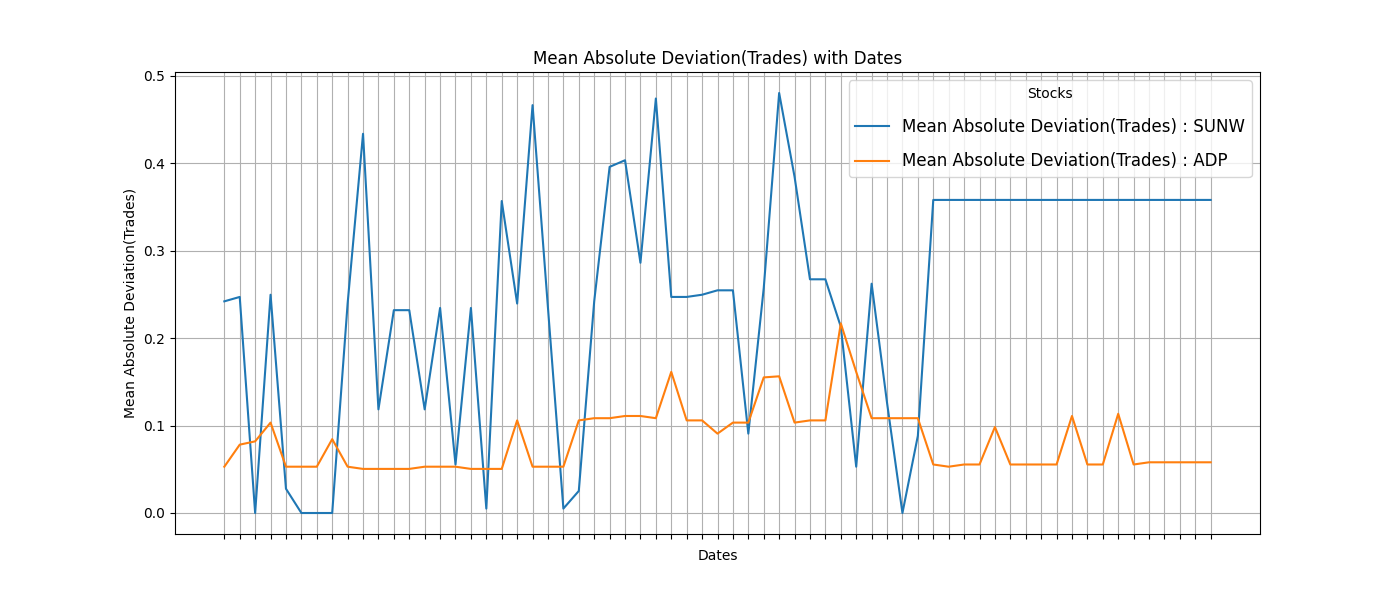 Mean Absolute Deviation(Trades) with Dates
Stocks
Mean Absolute Deviation(Trades) : SUNW
Mean Absolute Deviation(Trades) : ADP
Mean Absolute Deviation(Trades)
0.5
0.4
0.3
0.2
0.1
0.0
Dates